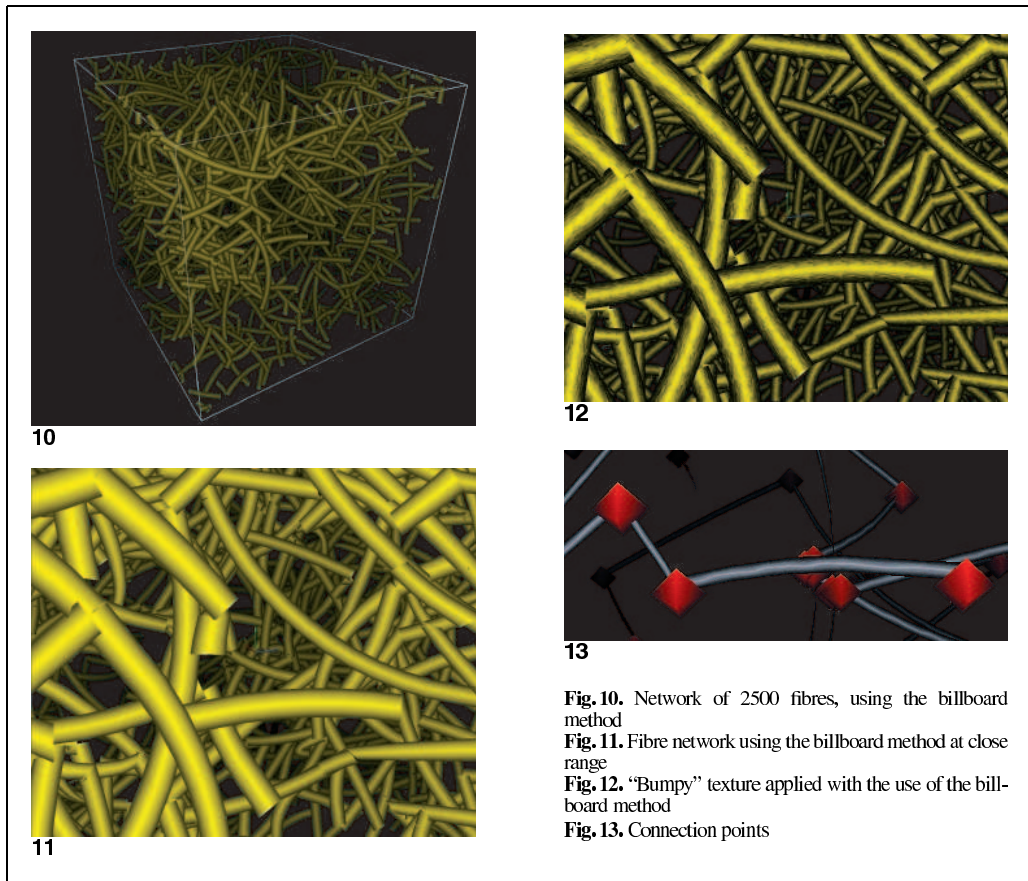 10
11
12
13
Fig. 10. Network of 2500 fibres, using the billboard
method
Fig. 11. Fibre network using the billboard method at close
range
Fig. 12. “Bumpy” texture applied with the use of the bill-
board method
Fig. 13. Connection points